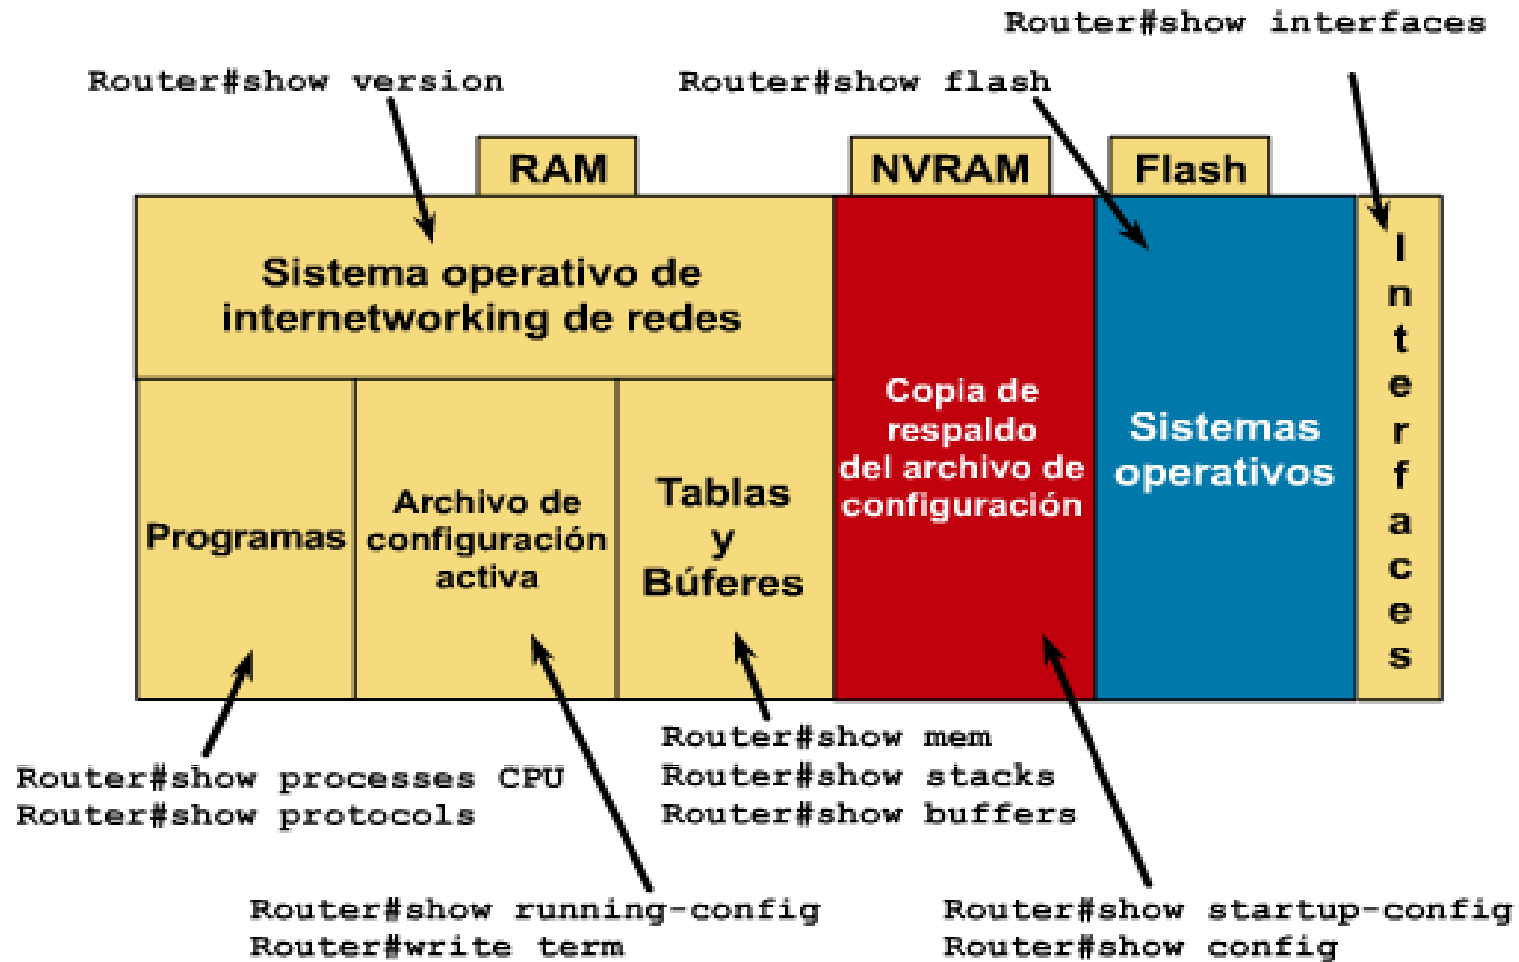 Router#show interfaces
Router#show version
Router#show flash
RAM
NVRAM
Flash
Sistema operativo de
internetworking de redes
Programas
Archivo de
configuración
activa
Tablas
y
Búferes
Copia de
respaldo
del archivo de
configuración
Sistemas
operativos
Interfaces
Router#show processes CPU
Router#show protocols
Router#show mem
Router#show stacks
Router#show buffers
Router#show running-config
Router#write term
Router#show startup-config
Router#show config